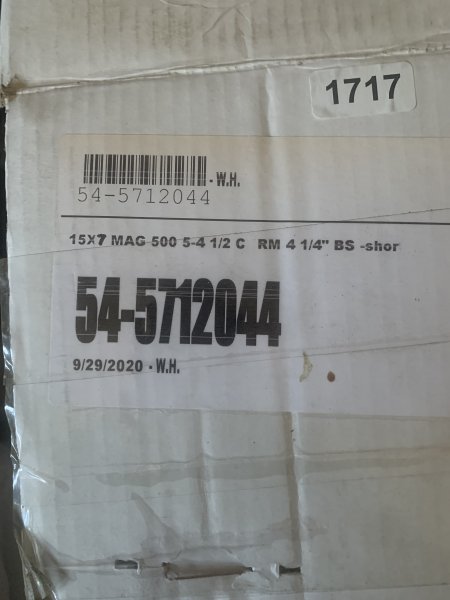 1717
- W.H.
54-5712044
15X7 MAG 500 5-4 1/2 C RM 4 1/4" BS -shor
54-5712044
9/29/2020 - W.H.